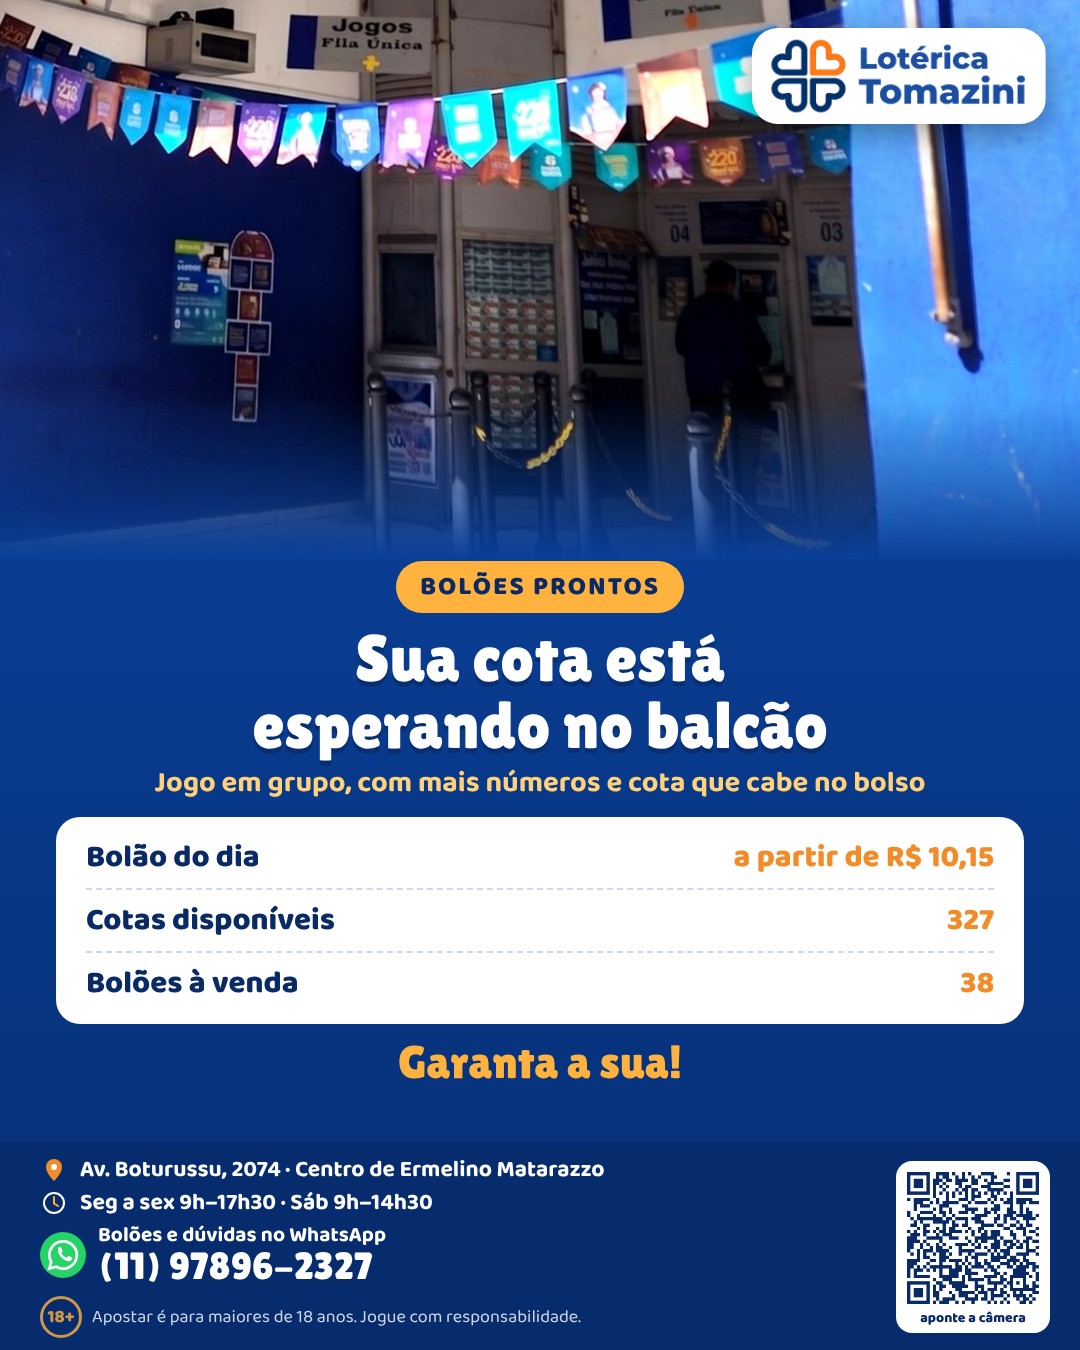 Jogos
Fila Única
Fila Única
Lotérica
Tomazini
04
03
BOLÕES PRONTOS
Sua cota está
esperando no balcão
Jogo em grupo, com mais números e cota que cabe no bolso
Bolão do dia
a partir de R$ 10,15
Cotas disponíveis
327
Bolões à venda
38
Garanta a sua!
Av. Boturussu, 2074 · Centro de Ermelino Matarazzo
Seg a sex 9h–17h30 · Sáb 9h–14h30
Bolões e dúvidas no WhatsApp
(11) 97896–2327
18+
Apostar é para maiores de 18 anos. Jogue com responsabilidade.
aponte a câmera